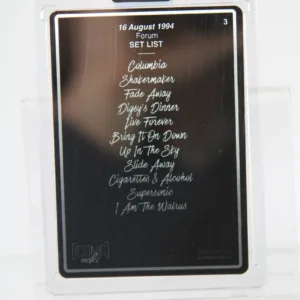 16 August 1994
3
Forum
SET LIST
Columbia
Shakermaker
Fade Away
Digsy's Dinner
Live Forever
Bring It On Down
Up In The Sky
Slide Away
Cigarettes & Alcohol
Supersonic
I Am The Walrus